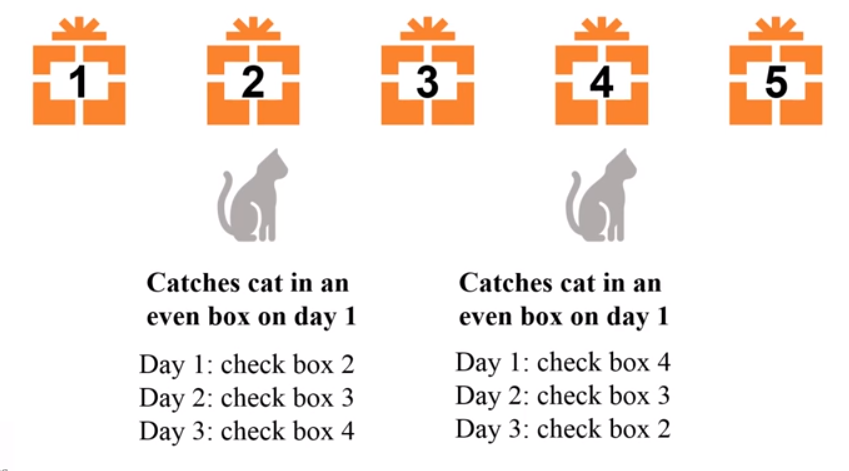 1 2 3 4 5
Catches cat in an
even box on day 1
Day 1: check box 2
Day 2: check box 3
Day 3: check box 4
Catches cat in an
even box on day 1
Day 1: check box 4
Day 2: check box 3
Day 3: check box 2